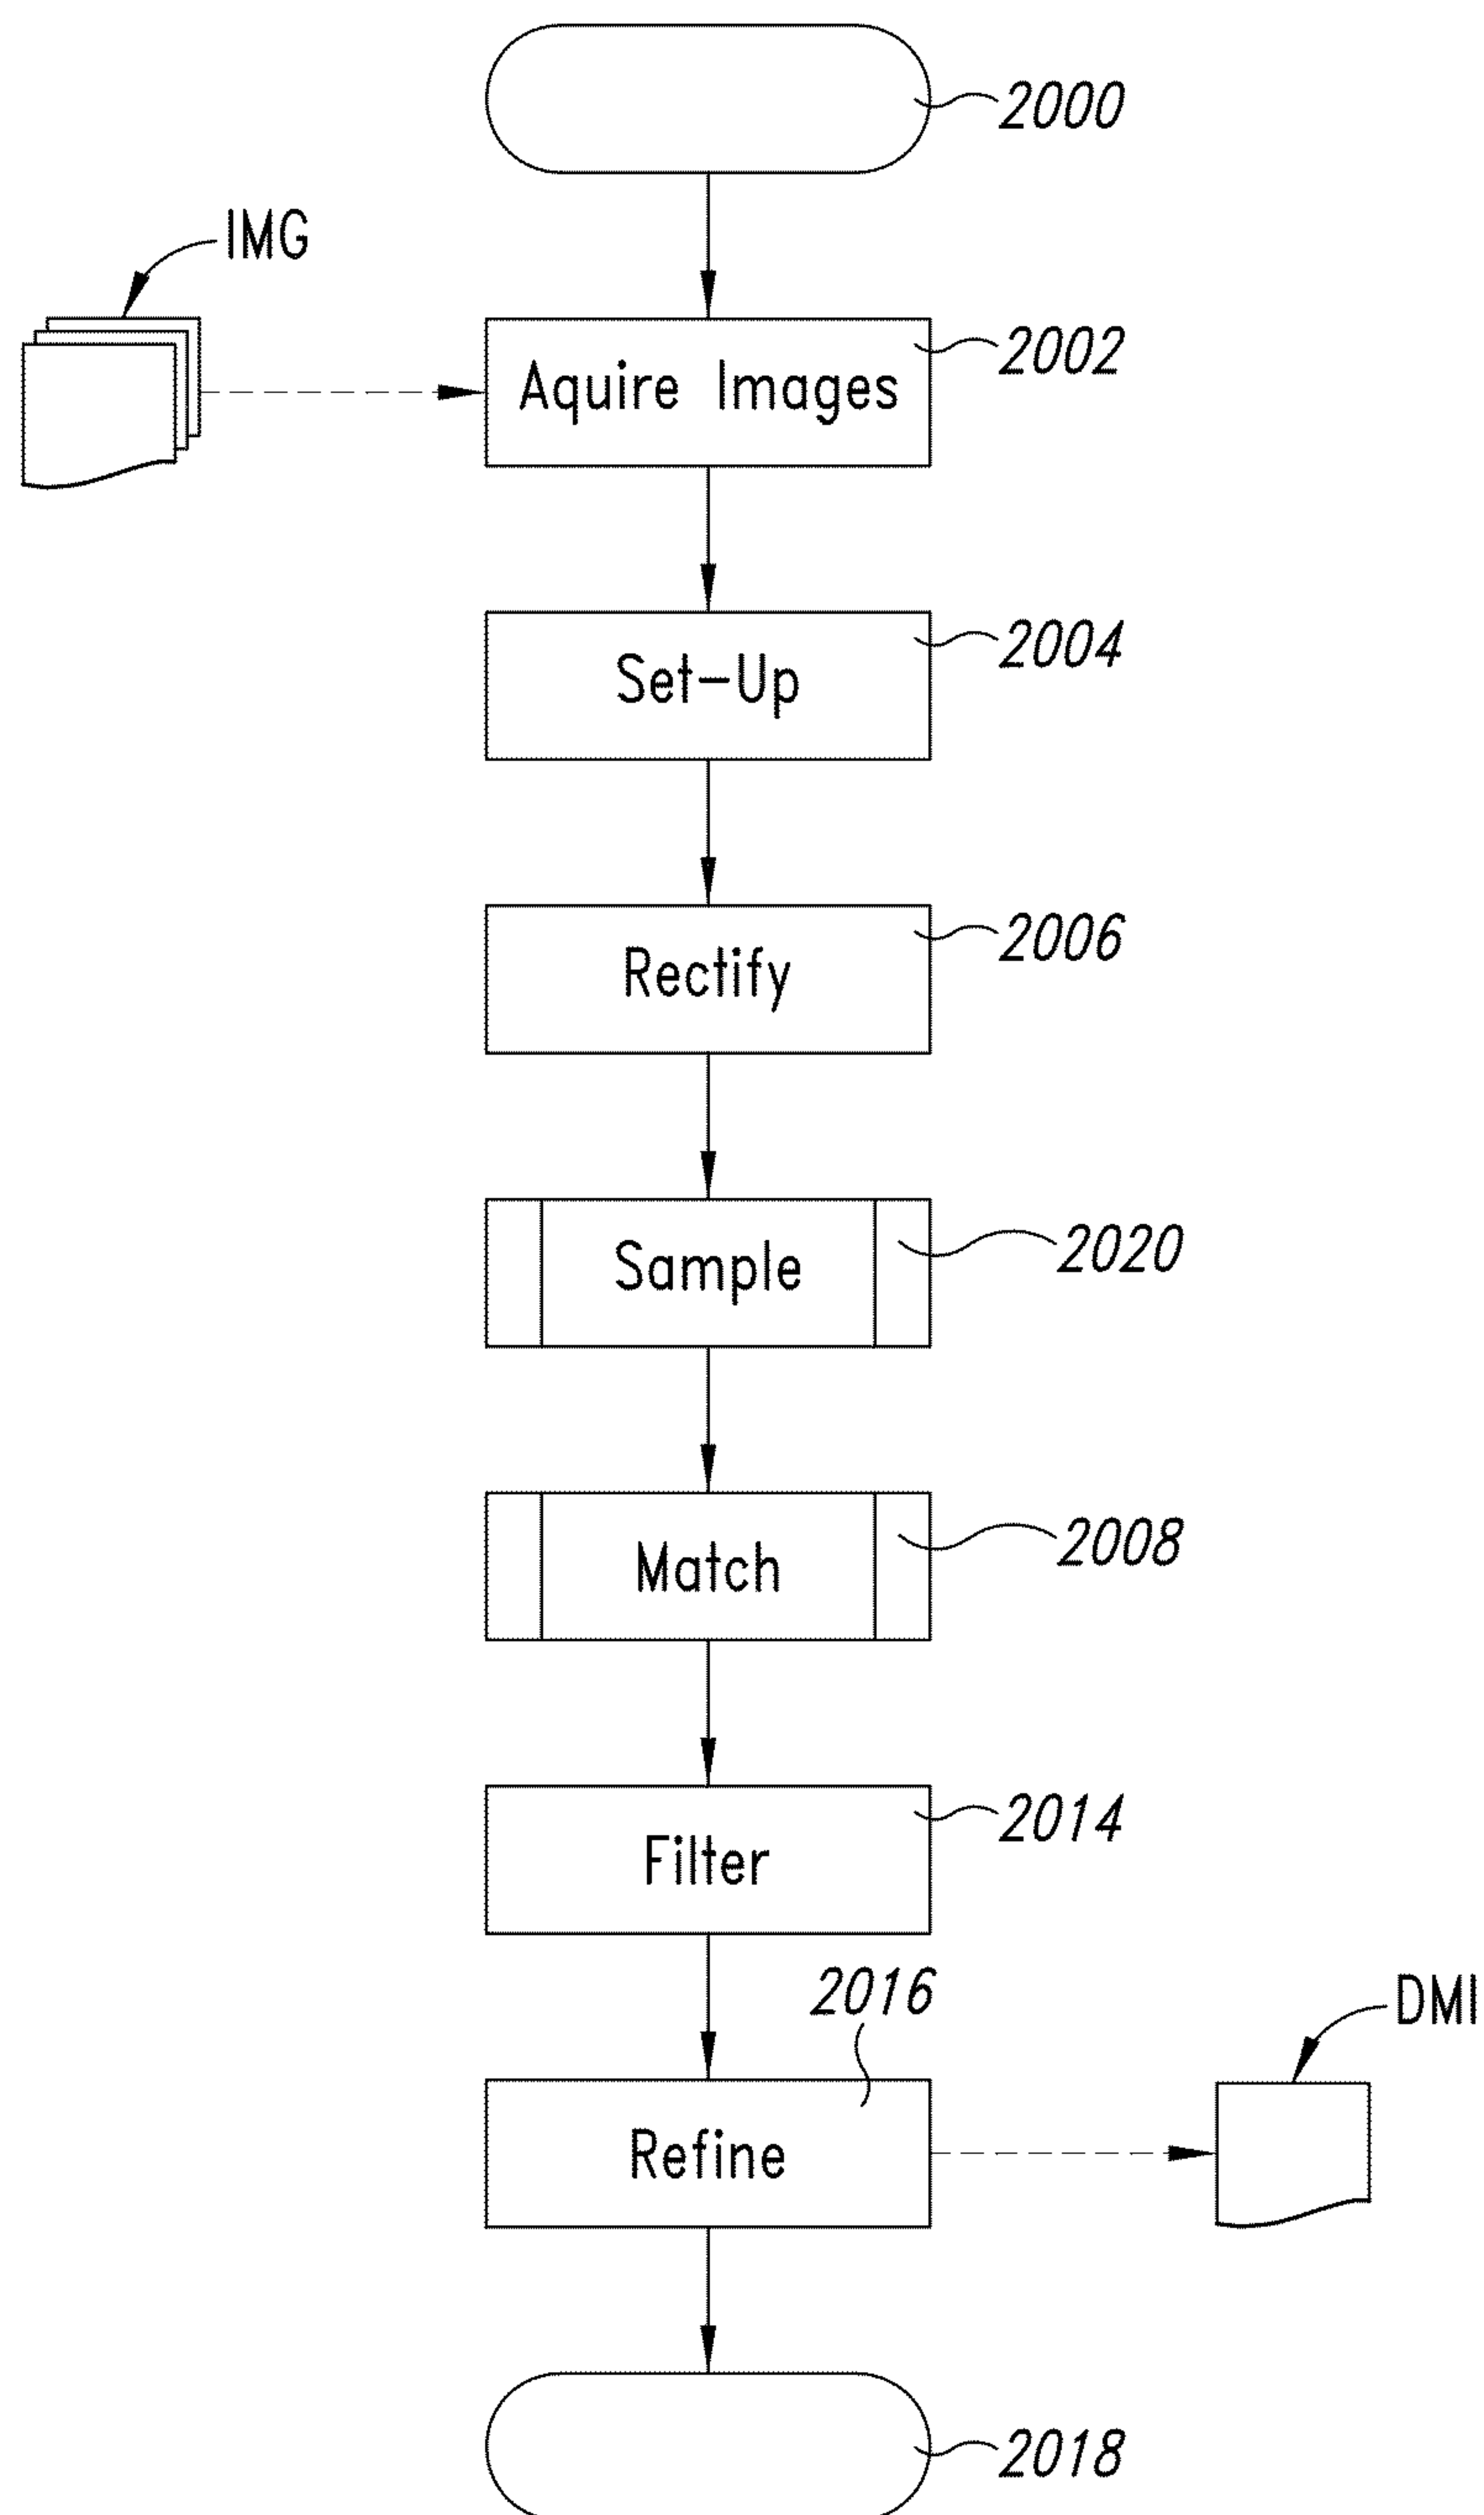 2000
IMG
2002
Aquire Images
2004
Set-Up
2006
Rectify
2020
Sample
2008
Match
2014
Filter
2016
DMI
Refine
2018